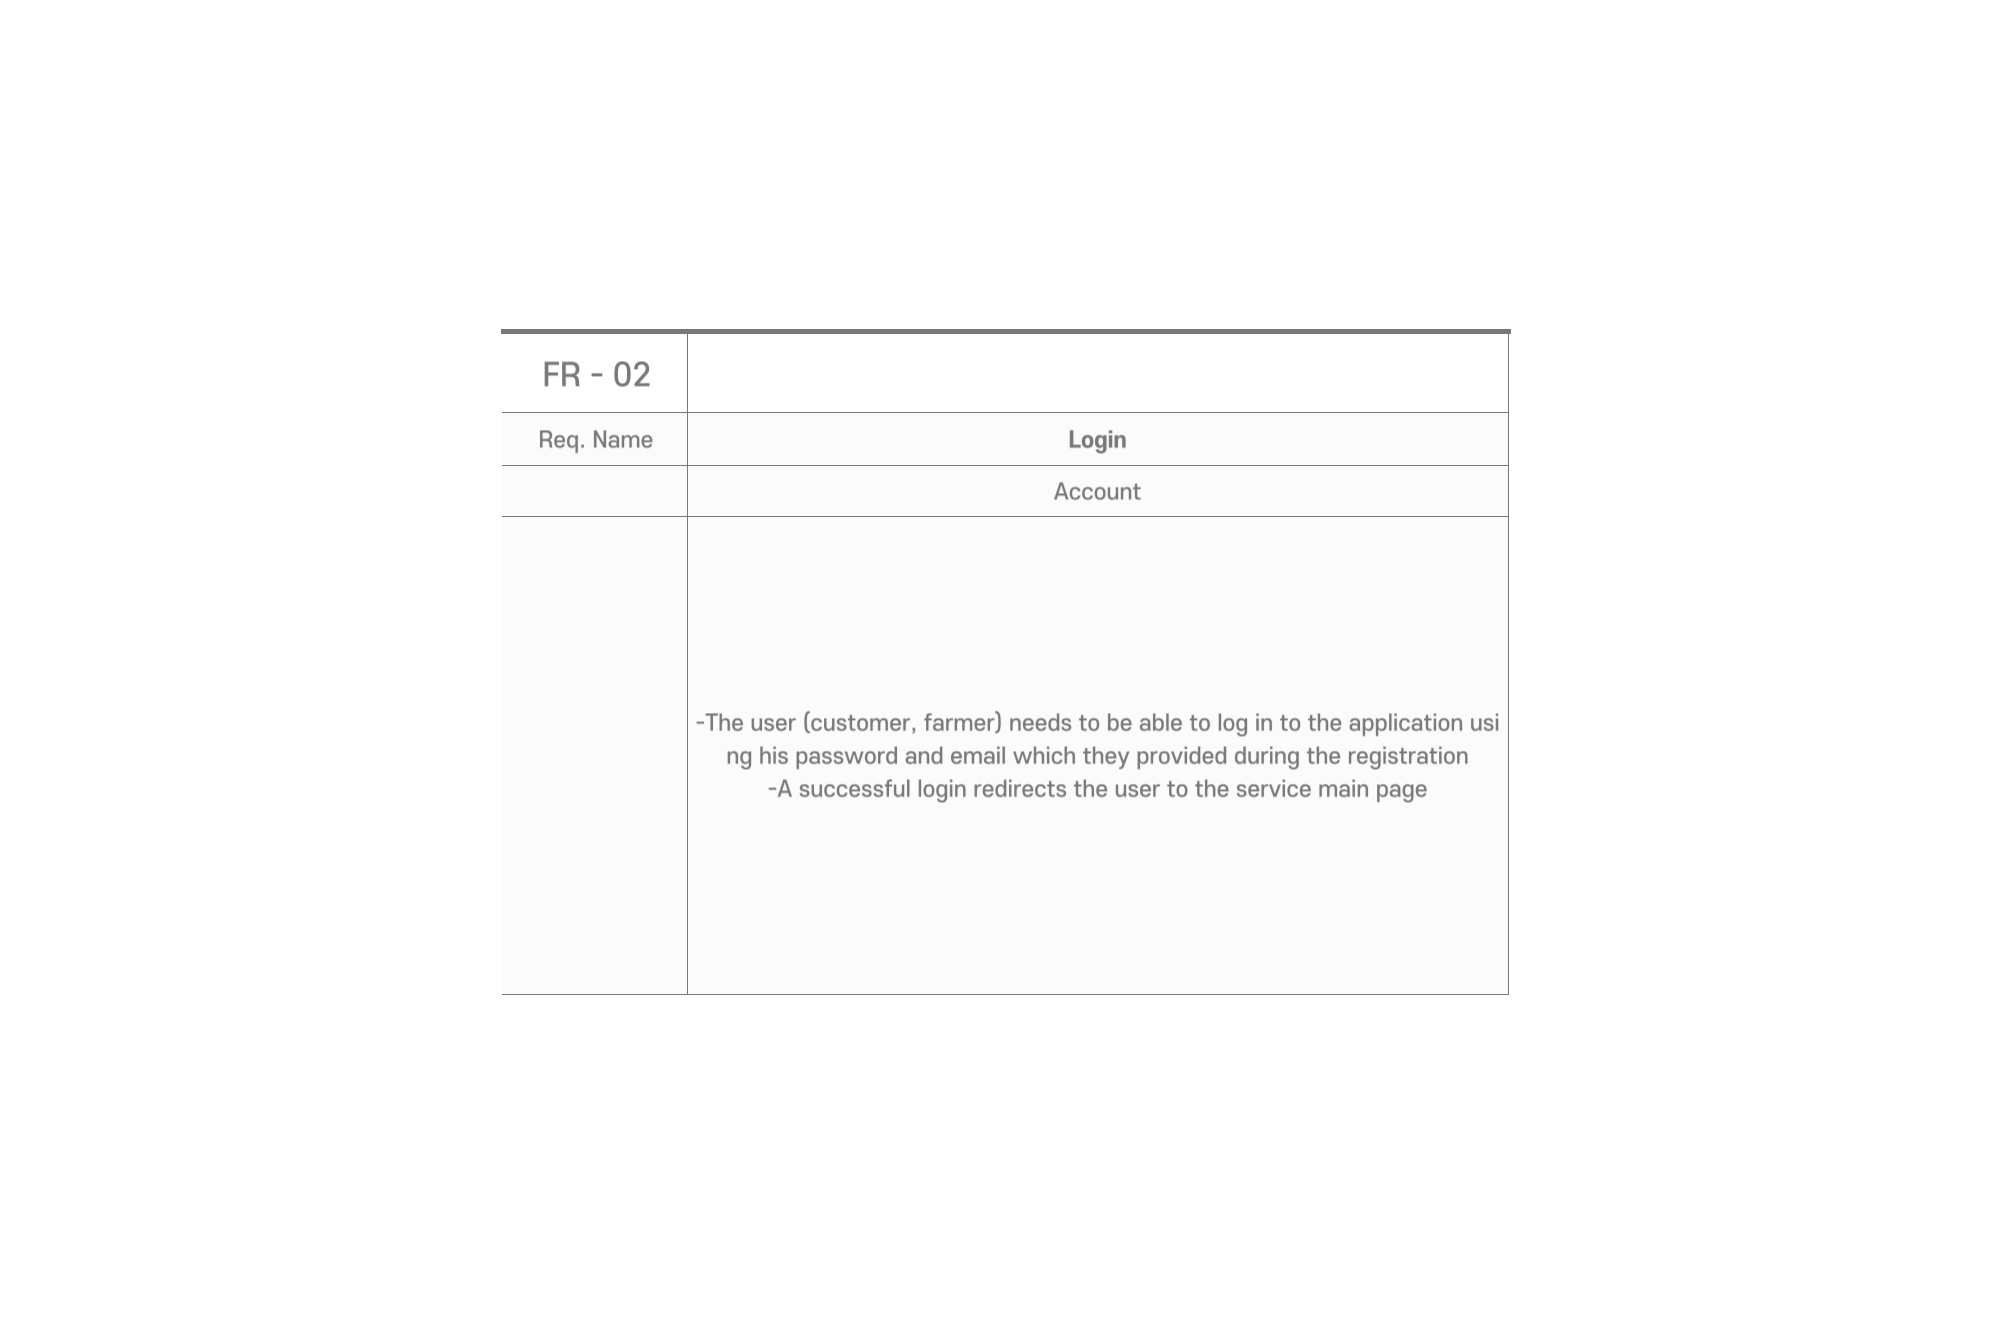 FR - 02
Req. Name
Login
Account
-The user (customer, farmer) needs to be able to log in to the application usi
ng his password and email which they provided during the registration
-A successful login redirects the user to the service main page